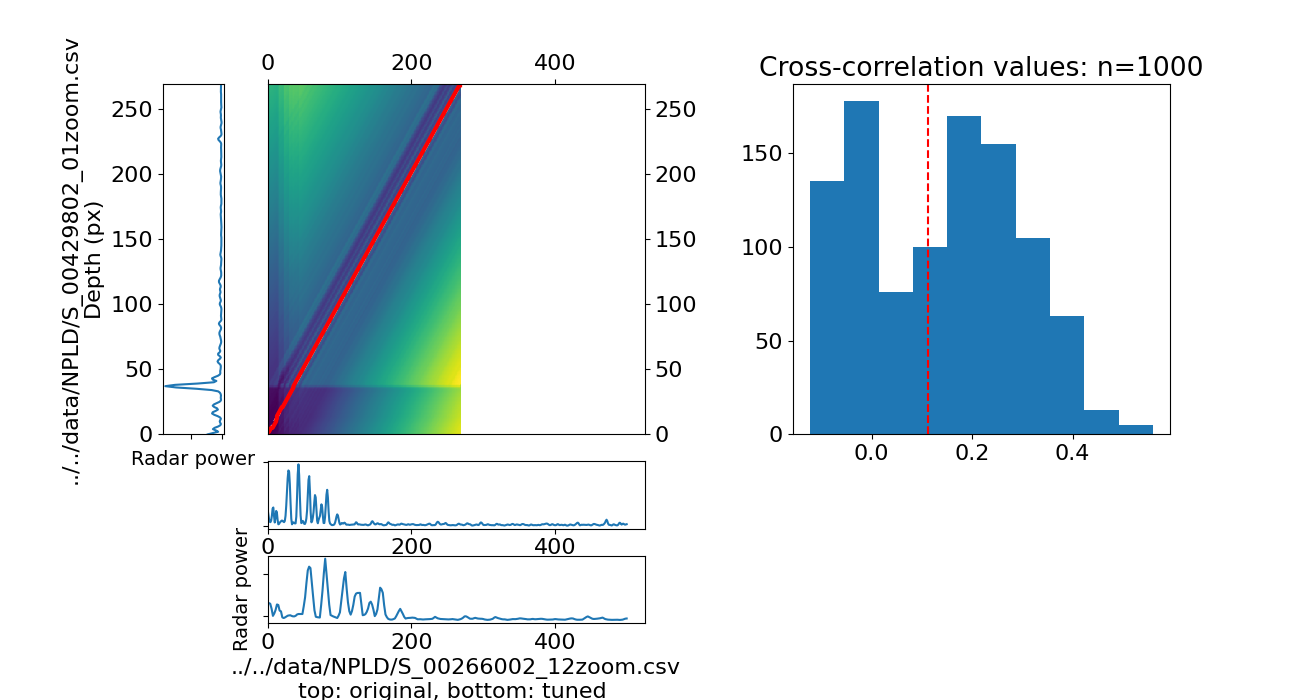 0 200 400
Cross-correlation values: n=1000
../../data/NPLD/S_00429802_01zoom.csv
Depth (px)
250
200
150
100
50
0
250
200
150
100
50
0
150
100
50
0
0.0 0.2 0.4
Radar power
0 200 400
Radar power
0 200 400
../../data/NPLD/S_00266002_12zoom.csv
top: original, bottom: tuned